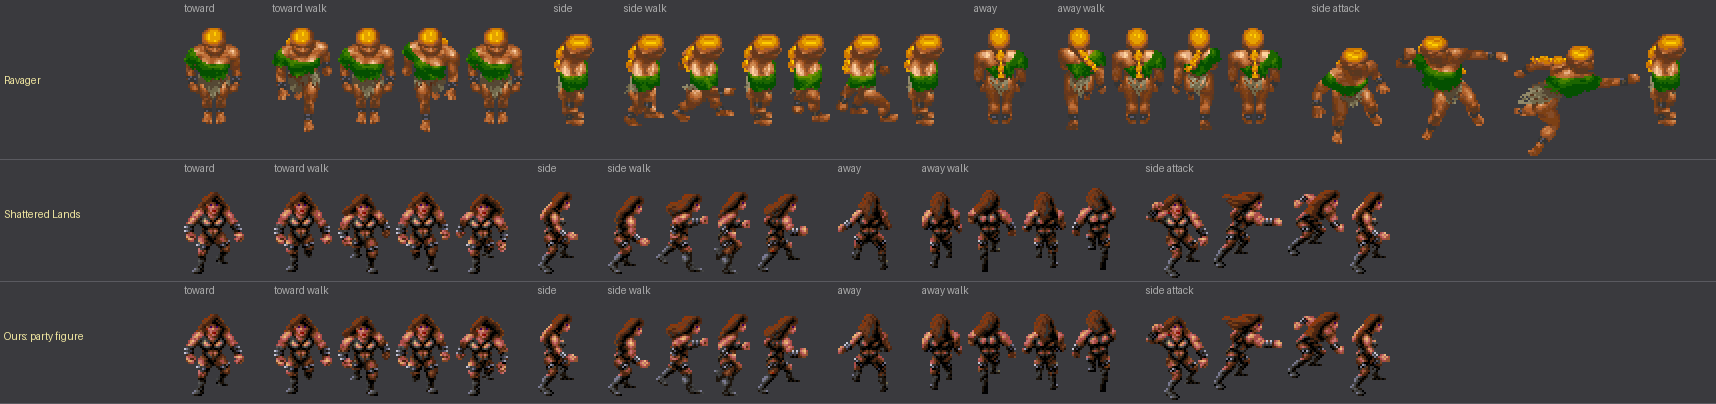 toward toward walk side side walk away away walk side attack
Ravager
toward toward walk side side walk away away walk side attack
Shattered Lands
toward toward walk side side walk away away walk side attack
Ours: party figure